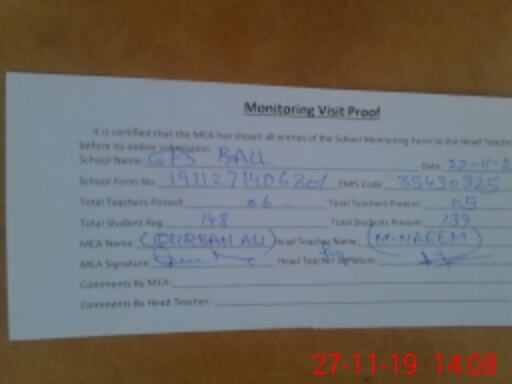 Monitoring Visit Proof
It is certified that the MEA has shown all entries of the School Monitoring Form to the Head Teache
before its online submission.
School Name: GPS BALL Date: 27-11-2
School Form No. EMIS Code: 35430325
Total Teachers Posted: 06 Total Teachers Present: 05
Total Student Reg: 148 Total Students Present: 139
MEA Name (QURBAN ALI) Head Teacher Name: (M. NAEEM)
MEA Signature: Head Teacher Signature:
Comments By MEA:
Comments By Head Teacher:
27-11-19 14:08